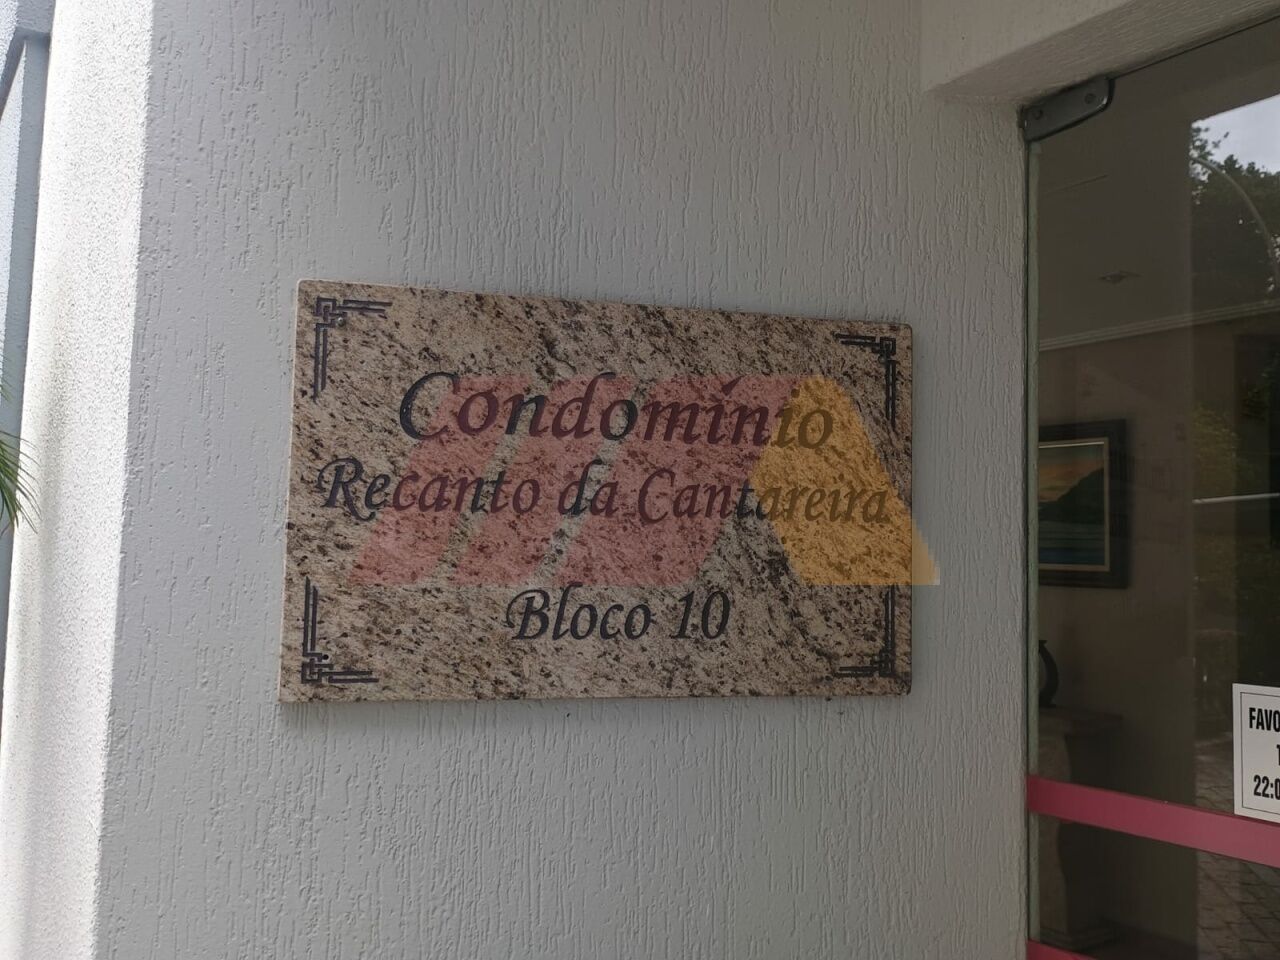 Condomínio
Recanto da Cantareira
Bloco 10